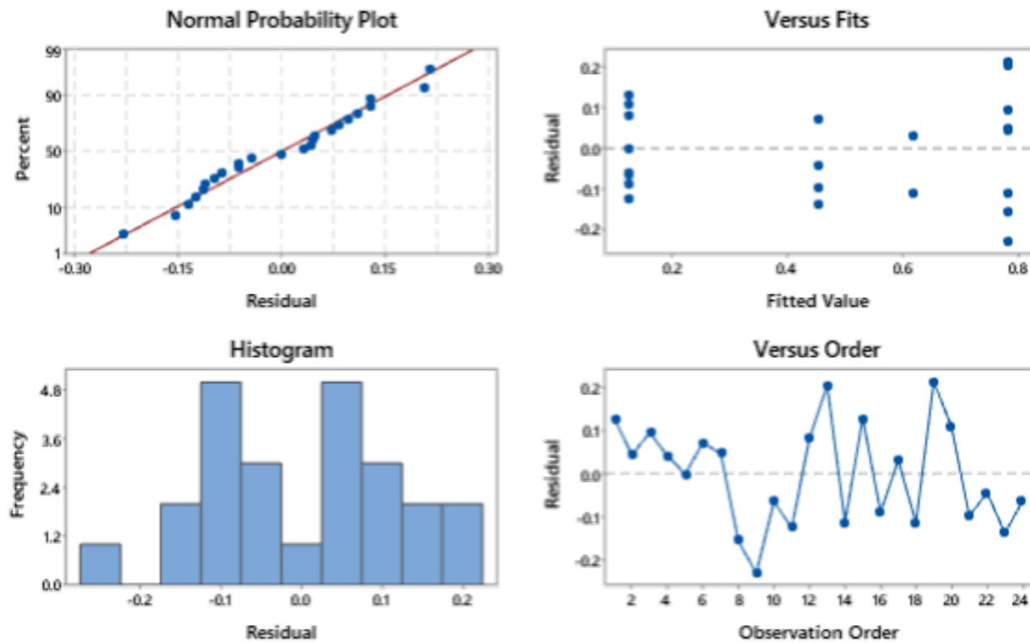 Normal Probability Plot
99
90
50
10
1
Percent
-0.30 -0.15 0.00 0.15 0.30
Residual
Versus Fits
0.2
0.1
0.0
-0.1
-0.2
Residual
0.2 0.4 0.6 0.8
Fitted Value
Histogram
4.8
3.6
2.4
1.2
0.0
Frequency
-0.2 -0.1 0.0 0.1 0.2
Residual
Versus Order
0.2
0.1
0.0
-0.1
-0.2
Residual
2 4 6 8 10 12 14 16 18 20 22 24
Observation Order